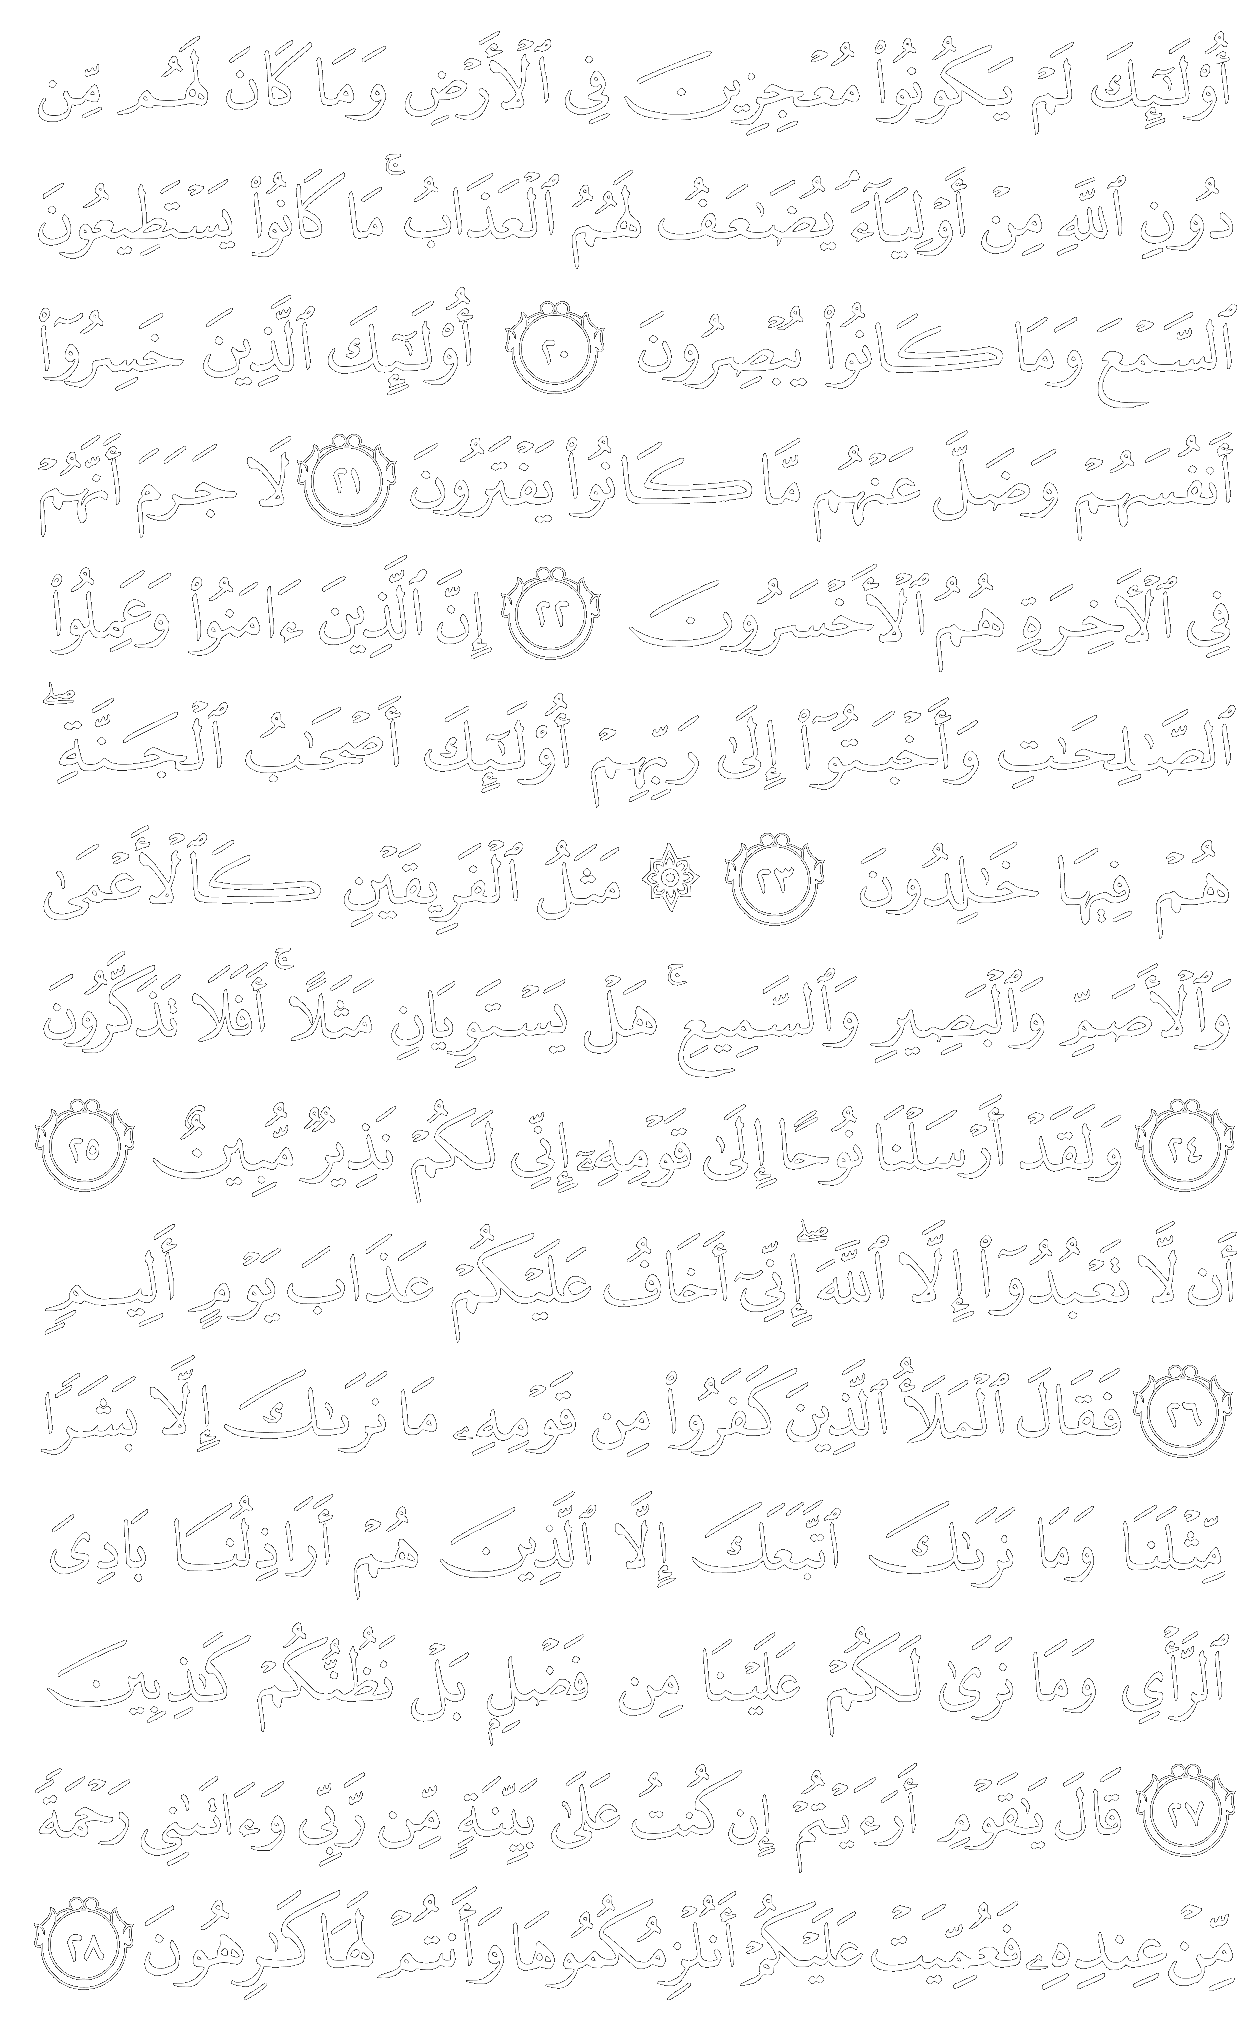 أُو۟لَـٰٓئِكَ لَمْ يَكُونُوا۟ مُعْجِزِينَ فِى ٱلْأَرْضِ وَمَا كَانَ لَهُم مِّن
دُونِ ٱللَّهِ مِنْ أَوْلِيَآءَ ۘ يُضَـٰعَفُ لَهُمُ ٱلْعَذَابُ ۚ مَا كَانُوا۟ يَسْتَطِيعُونَ
ٱلسَّمْعَ وَمَا كَانُوا۟ يُبْصِرُونَ ٢٠ أُو۟لَـٰٓئِكَ ٱلَّذِينَ خَسِرُوٓا۟
أَنفُسَهُمْ وَضَلَّ عَنْهُم مَّا كَانُوا۟ يَفْتَرُونَ ٢١ لَا جَرَمَ أَنَّهُمْ
فِى ٱلْـَٔاخِرَةِ هُمُ ٱلْأَخْسَرُونَ ٢٢ إِنَّ ٱلَّذِينَ ءَامَنُوا۟ وَعَمِلُوا۟
ٱلصَّـٰلِحَـٰتِ وَأَخْبَتُوٓا۟ إِلَىٰ رَبِّهِمْ أُو۟لَـٰٓئِكَ أَصْحَـٰبُ ٱلْجَنَّةِ ۖ
هُمْ فِيهَا خَـٰلِدُونَ ٢٣ ۞ مَثَلُ ٱلْفَرِيقَيْنِ كَٱلْأَعْمَىٰ
وَٱلْأَصَمِّ وَٱلْبَصِيرِ وَٱلسَّمِيعِ ۚ هَلْ يَسْتَوِيَانِ مَثَلًا ۚ أَفَلَا تَذَكَّرُونَ
٢٤ وَلَقَدْ أَرْسَلْنَا نُوحًا إِلَىٰ قَوْمِهِۦٓ إِنِّى لَكُمْ نَذِيرٌ مُّبِينٌ ٢٥
أَن لَّا تَعْبُدُوٓا۟ إِلَّا ٱللَّهَ ۖ إِنِّىٓ أَخَافُ عَلَيْكُمْ عَذَابَ يَوْمٍ أَلِيمٍ
٢٦ فَقَالَ ٱلْمَلَأُ ٱلَّذِينَ كَفَرُوا۟ مِن قَوْمِهِۦ مَا نَرَىٰكَ إِلَّا بَشَرًا
مِّثْلَنَا وَمَا نَرَىٰكَ ٱتَّبَعَكَ إِلَّا ٱلَّذِينَ هُمْ أَرَاذِلُنَا بَادِىَ
ٱلرَّأْىِ وَمَا نَرَىٰ لَكُمْ عَلَيْنَا مِن فَضْلٍۭ بَلْ نَظُنُّكُمْ كَـٰذِبِينَ
٢٧ قَالَ يَـٰقَوْمِ أَرَءَيْتُمْ إِن كُنتُ عَلَىٰ بَيِّنَةٍ مِّن رَّبِّى وَءَاتَىٰنِى رَحْمَةً
مِّنْ عِندِهِۦ فَعُمِّيَتْ عَلَيْكُمْ أَنُلْزِمُكُمُوهَا وَأَنتُمْ لَهَا كَـٰرِهُونَ ٢٨